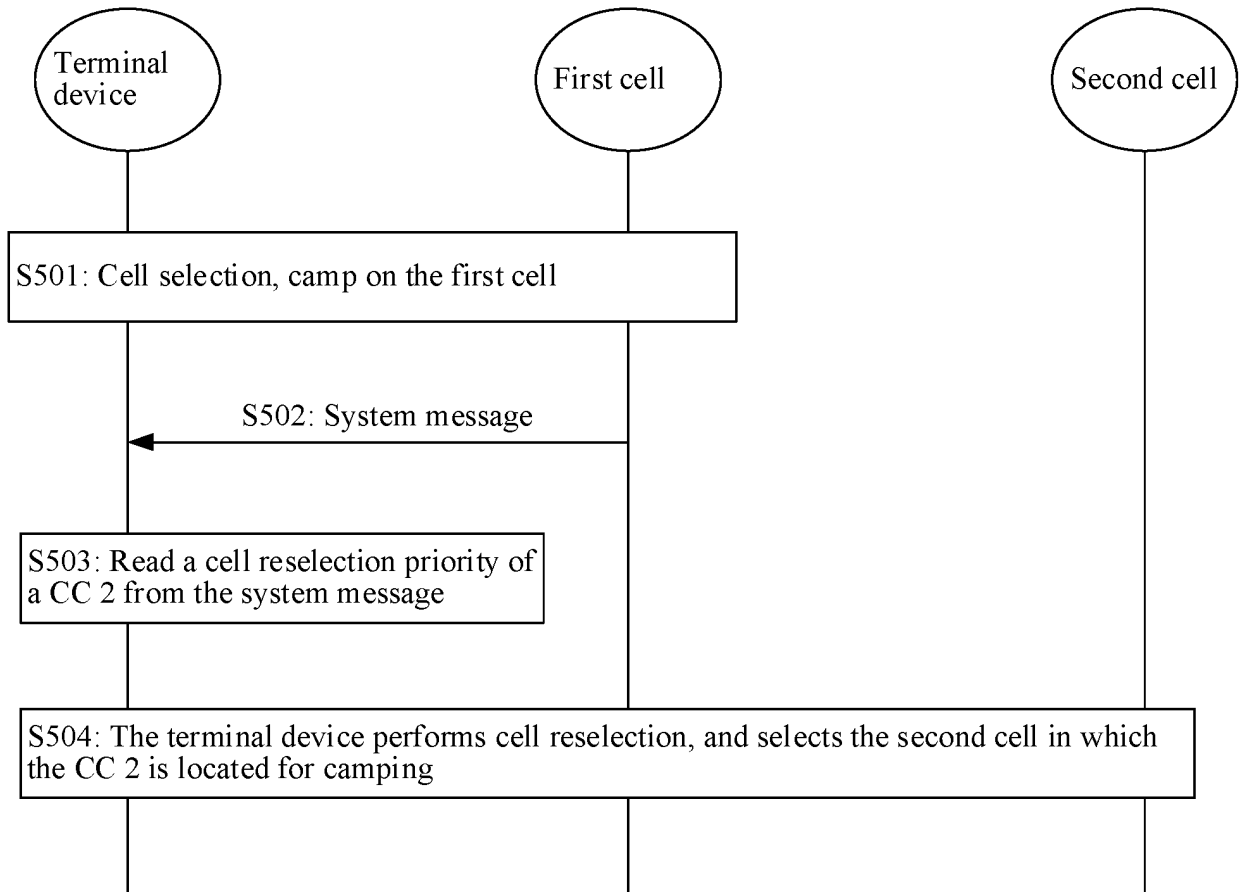 Terminal
device
First cell
Second cell
S501: Cell selection, camp on the first cell
S502: System message
S503: Read a cell reselection priority of
a CC 2 from the system message
S504: The terminal device performs cell reselection, and selects the second cell in which
the CC 2 is located for camping